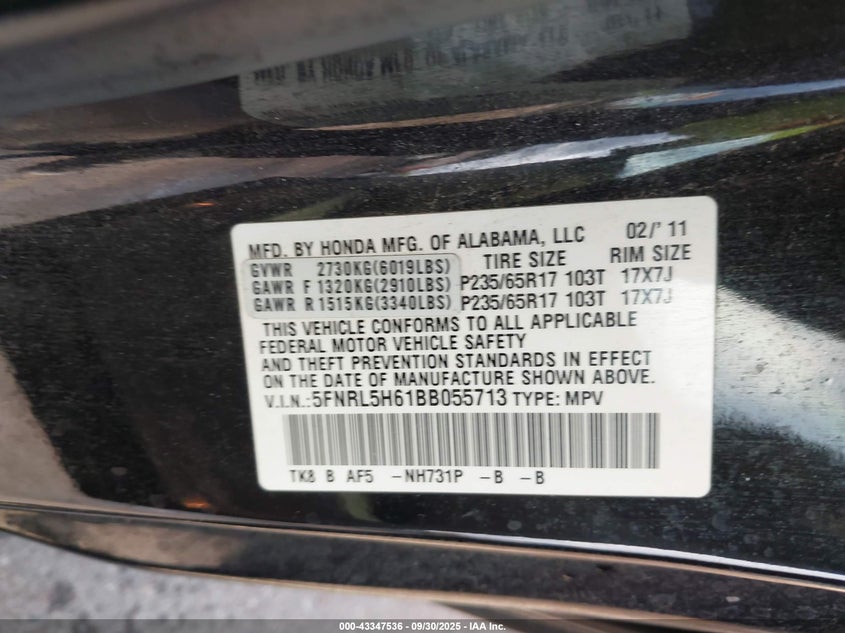 MFD. BY HONDA MFG. OF ALABAMA, LLC 02/'11
GVWR 2730KG(6019LBS) TIRE SIZE RIM SIZE
GAWR F 1320KG(2910LBS) P235/65R17 103T 17X7J
GAWR R 1515KG(3340LBS) P235/65R17 103T 17X7J
THIS VEHICLE CONFORMS TO ALL APPLICABLE
FEDERAL MOTOR VEHICLE SAFETY
AND THEFT PREVENTION STANDARDS IN EFFECT
ON THE DATE OF MANUFACTURE SHOWN ABOVE.
V.I.N.:5FNRL5H61BB055713 TYPE: MPV
TK8 B AF5 -NH731P -B -B
000-43347536 - 09/30/2025 - IAA Inc.